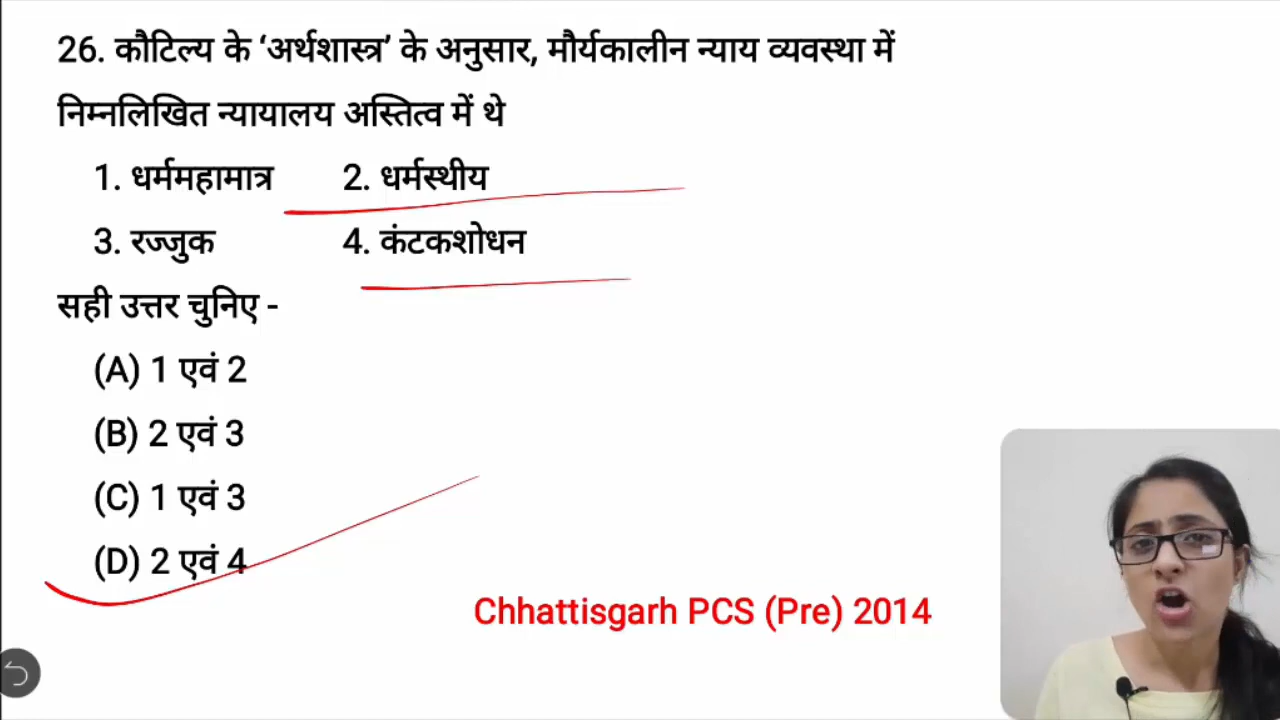 26. कौटिल्य के ‘अर्थशास्त्र’ के अनुसार, मौर्यकालीन न्याय व्यवस्था में
निम्नलिखित न्यायालय अस्तित्व में थे
1. धर्ममहामात्र 2. धर्मस्थीय
3. रज्जुक 4. कंटकशोधन
सही उत्तर चुनिए -
(A) 1 एवं 2
(B) 2 एवं 3
(C) 1 एवं 3
(D) 2 एवं 4
Chhattisgarh PCS (Pre) 2014